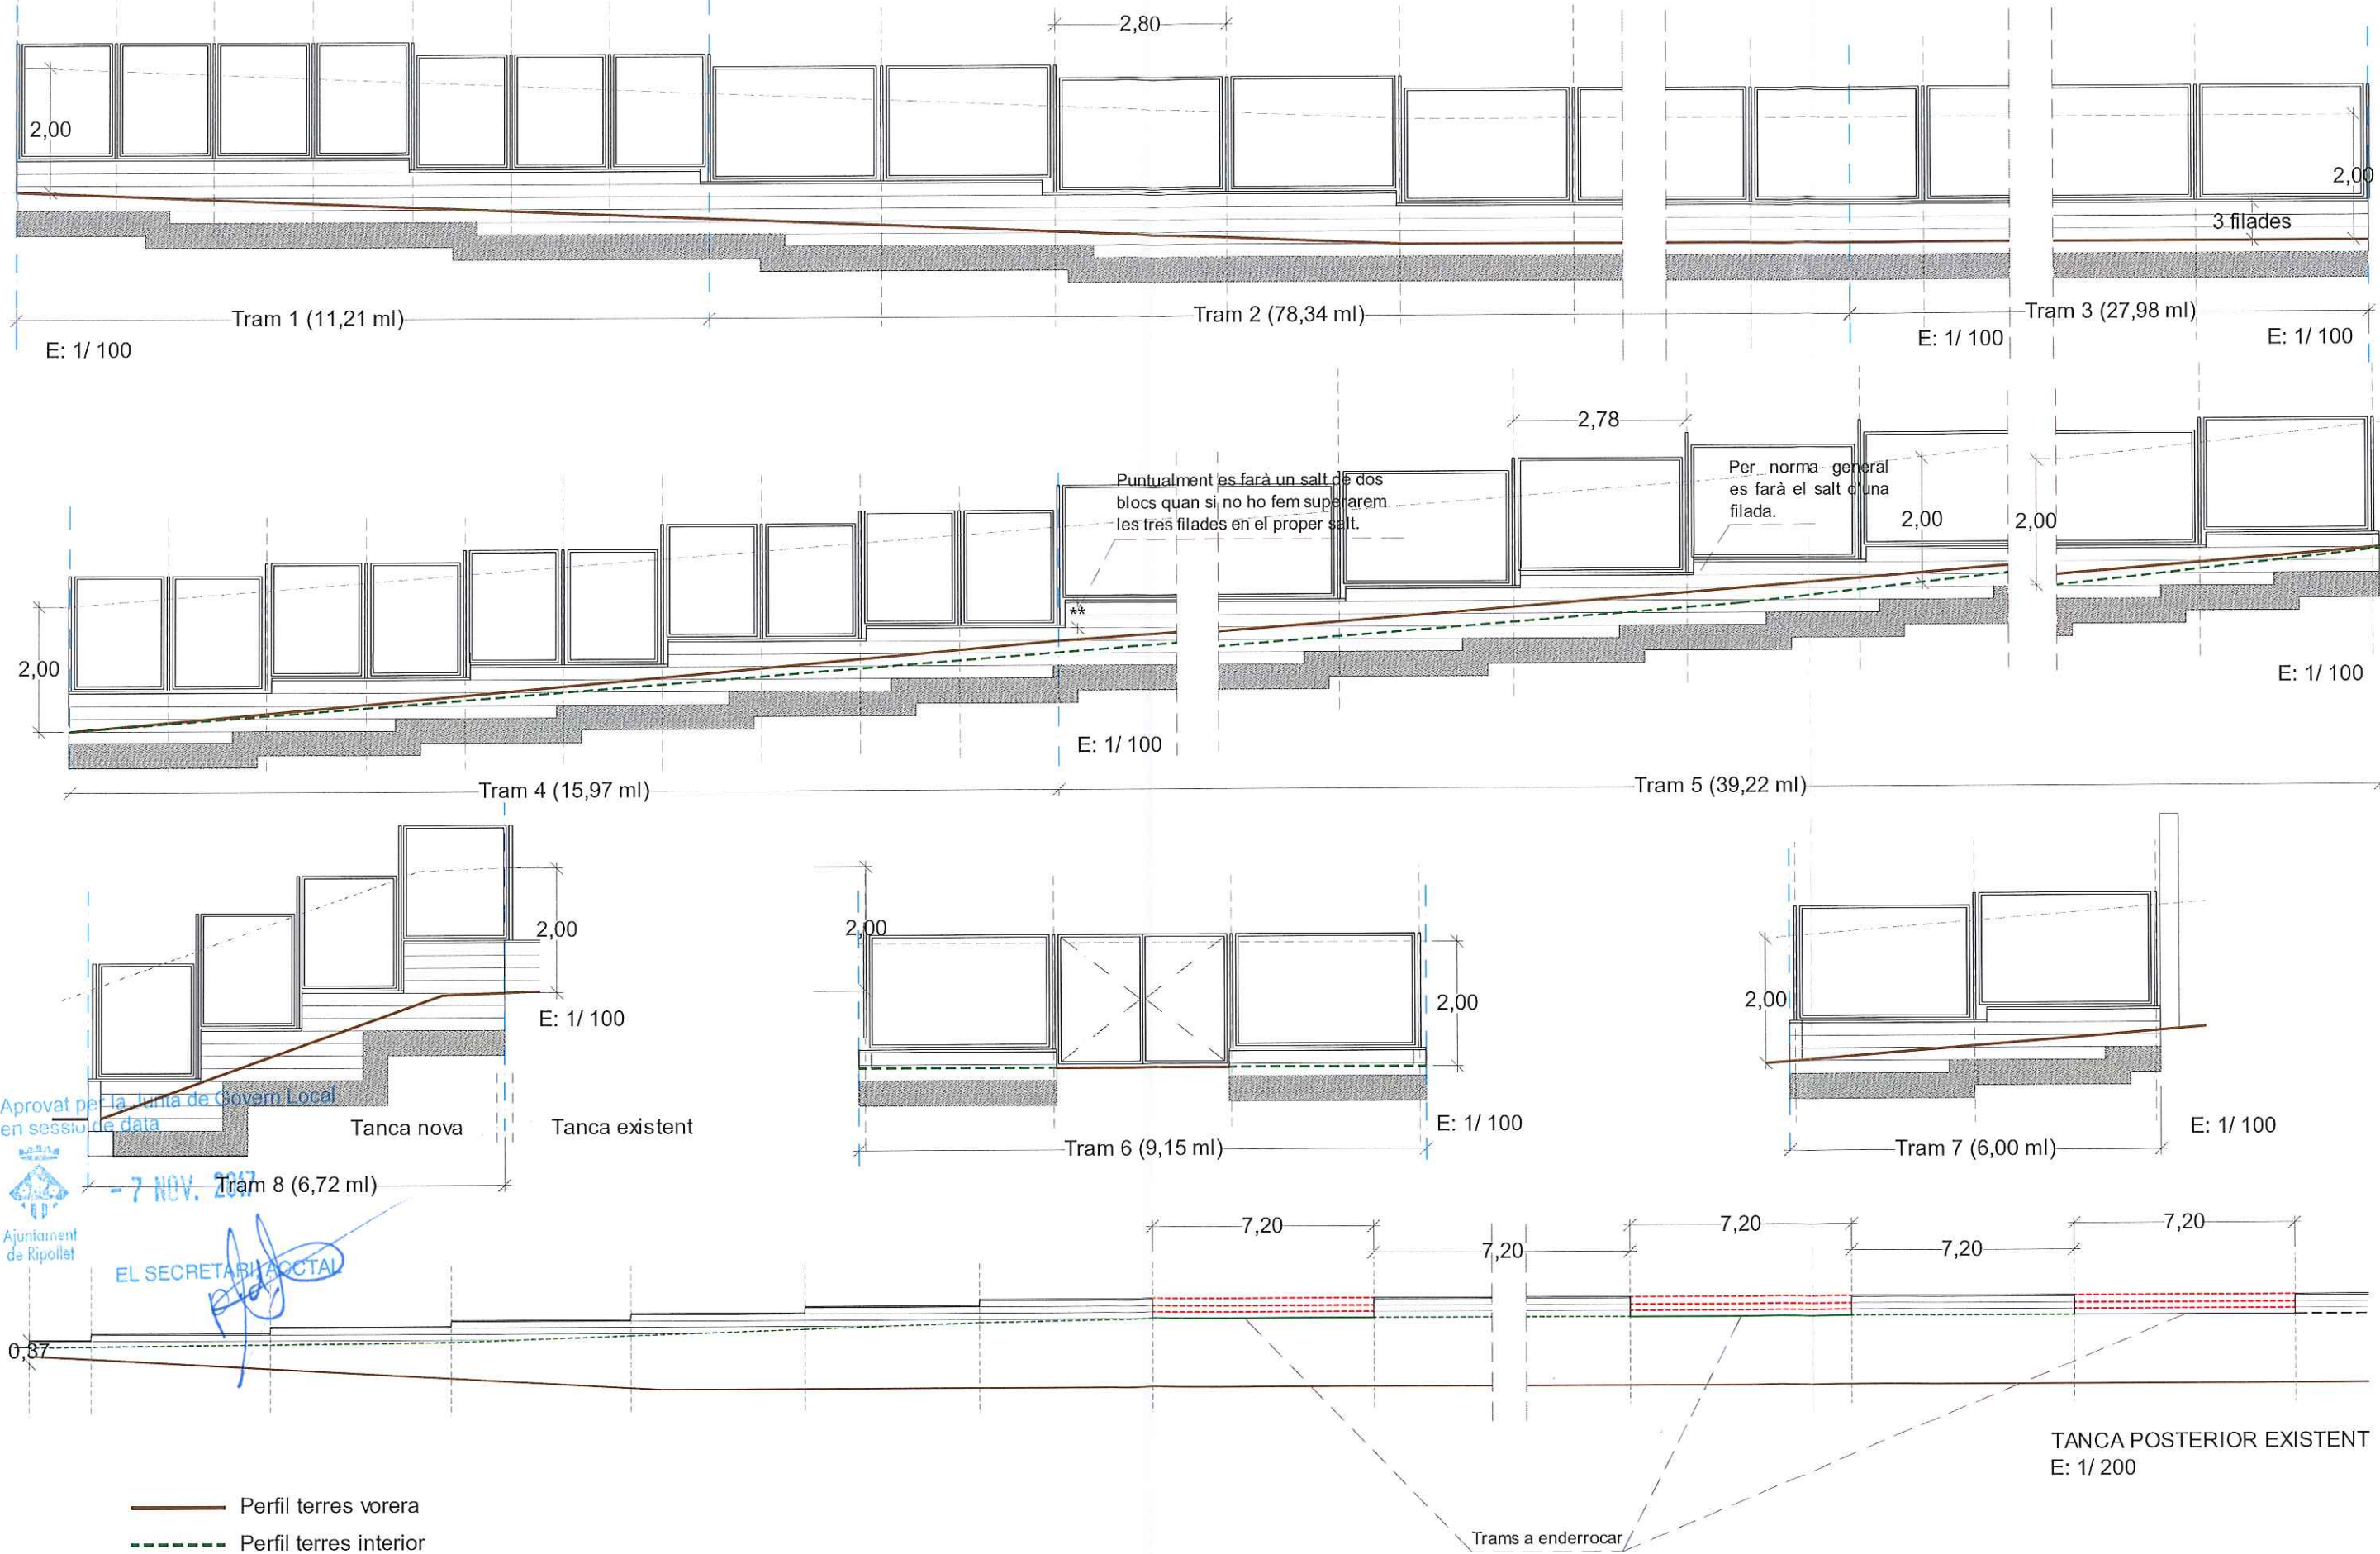 2,80
2,00
2,00
3 filades
Tram 1 (11,21 ml)
Tram 2 (78,34 ml)
Tram 3 (27,98 ml)
E: 1/ 100
E: 1/ 100
E: 1/ 100
2,78
Puntualment es farà un salt de dos
blocs quan si no ho fem superarem
les tres filades en el proper salt.
Per norma general
es farà el salt d'una
filada.
2,00
2,00
**
2,00
E: 1/ 100
E: 1/ 100
Tram 4 (15,97 ml)
Tram 5 (39,22 ml)
2,00
E: 1/ 100
Tanca nova
Tanca existent
Tram 8 (6,72 ml)
2,00
2,00
E: 1/ 100
Tram 6 (9,15 ml)
2,00
E: 1/ 100
Tram 7 (6,00 ml)
Aprovat per la Junta de Govern Local
en sessió de data
- 7 NOV. 2017
Ajuntament
de Ripollet
EL SECRETARI ACCTAL
7,20
7,20
7,20
7,20
7,20
0,37
TANCA POSTERIOR EXISTENT
E: 1/ 200
Trams a enderrocar
Perfil terres vorera
Perfil terres interior